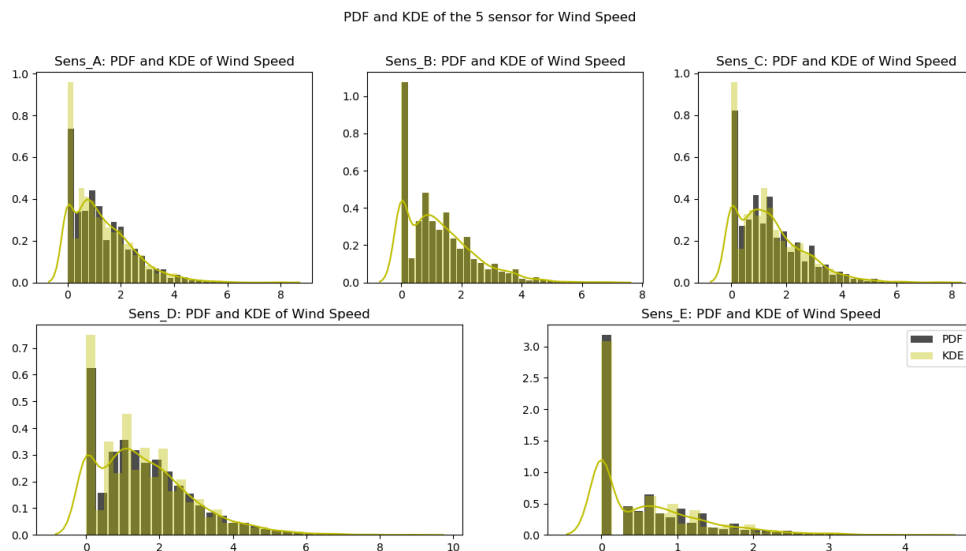 PDF and KDE of the 5 sensor for Wind Speed
Sens_A: PDF and KDE of Wind Speed
1.0
0.8
0.6
0.4
0.2
0.0
0 2 4 6 8
Sens_B: PDF and KDE of Wind Speed
1.0
0.8
0.6
0.4
0.2
0.0
0 2 4 6 8
Sens_C: PDF and KDE of Wind Speed
1.0
0.8
0.6
0.4
0.2
0.0
0 2 4 6 8
Sens_D: PDF and KDE of Wind Speed
0.7
0.6
0.5
0.4
0.3
0.2
0.1
0.0
0 2 4 6 8 10
Sens_E: PDF and KDE of Wind Speed
PDF
KDE
3.0
2.5
2.0
1.5
1.0
0.5
0.0
0 1 2 3 4